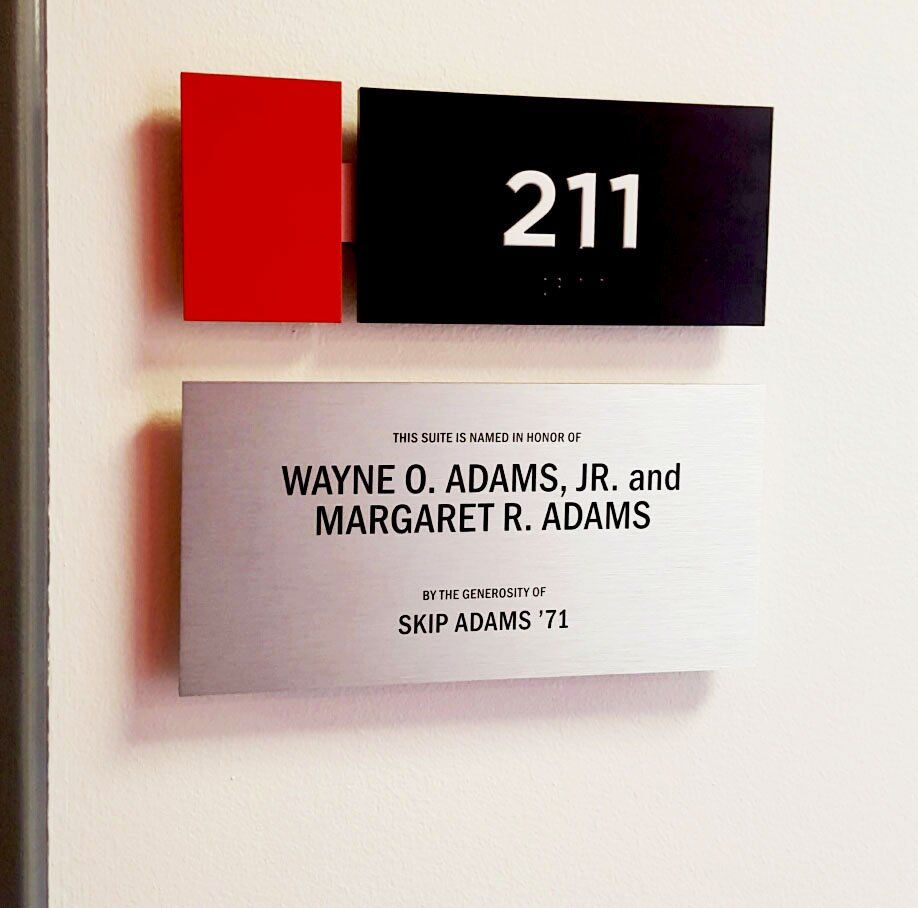 211
THIS SUITE IS NAMED IN HONOR OF
WAYNE O. ADAMS, JR. and
MARGARET R. ADAMS
BY THE GENEROSITY OF
SKIP ADAMS ’71